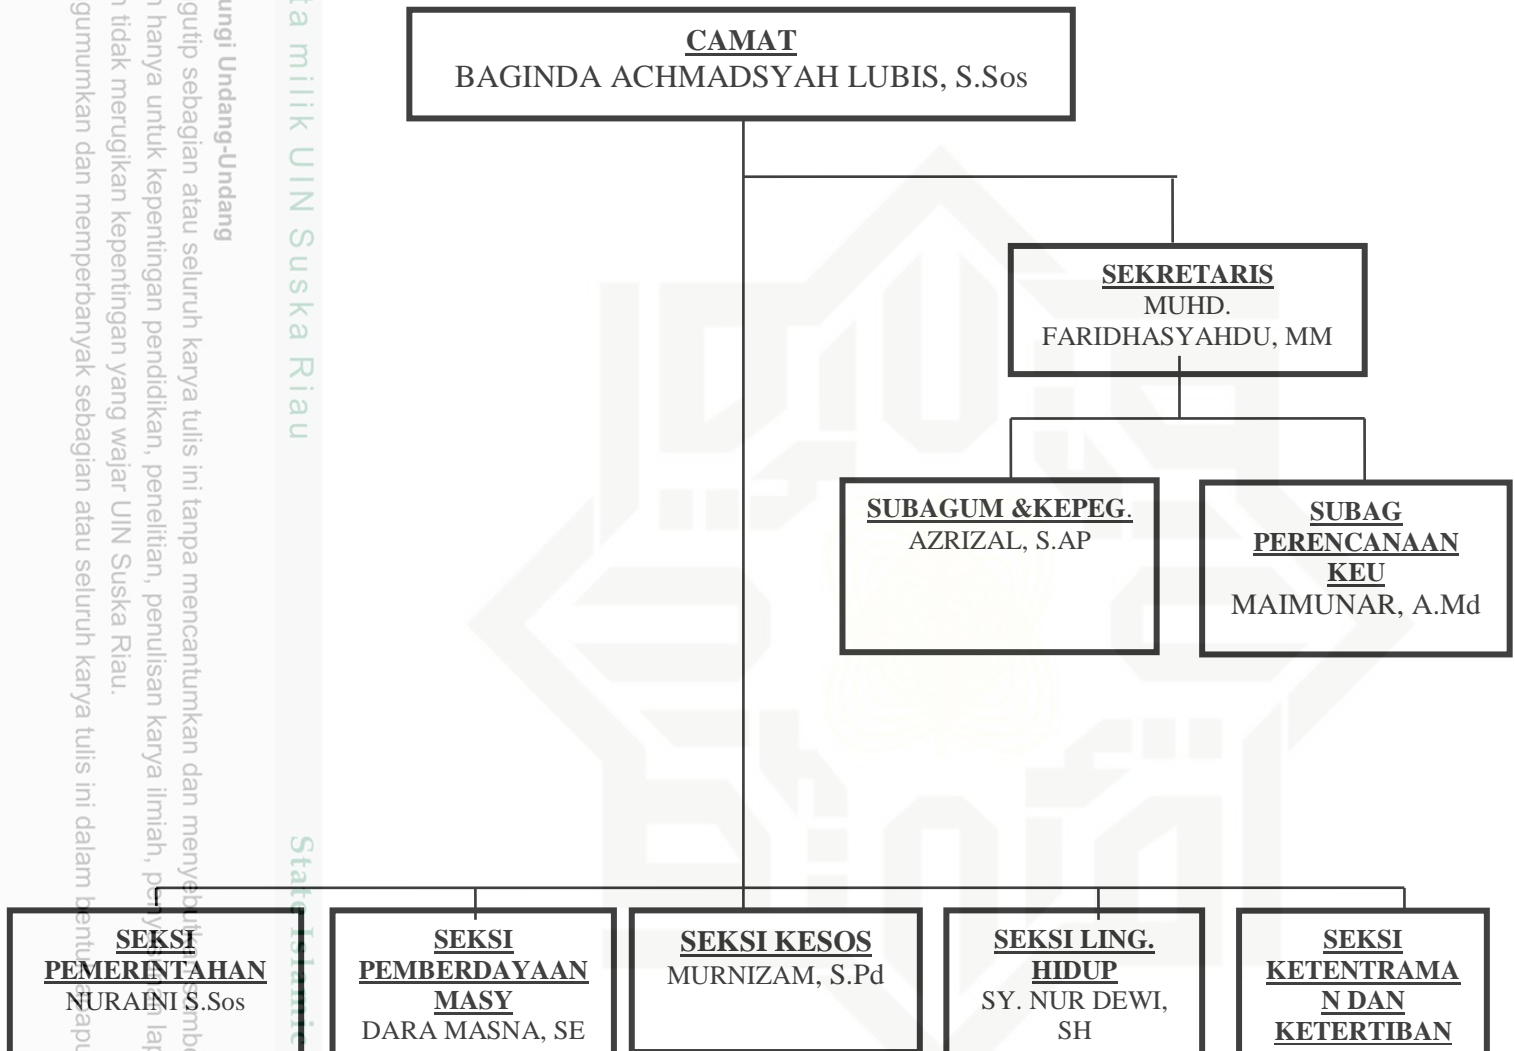 CAMAT
BAGINDA ACHMADSYAH LUBIS, S.Sos
SEKRETARIS
MUHD.
FARIDHASYAHDU, MM
SUBAGUM &KEPEG.
AZRIZAL, S.AP
SUBAG
PERENCANAAN
KEU
MAIMUNAR, A.Md
SEKSI
PEMERINTAHAN
NURAINI S.Sos
SEKSI
PEMBERDAYAAN
MASY
DARA MASNA, SE
SEKSI KESOS
MURNIZAM, S.Pd
SEKSI LING.
HIDUP
SY. NUR DEWI,
SH
SEKSI
KETENTRAMA
N DAN
KETERTIBAN
milik UIN Suska Riau
State Islamic
Undang-Undang
sebagian atau seluruh karya tulis ini tanpa mencantumkan dan
hanya untuk kepentingan pendidikan, penelitian, penulisan karya ilmiah,
tidak merugikan kepentingan yang wajar UIN Suska Riau.
dan memperbanyak sebagian atau seluruh karya tulis ini dalam